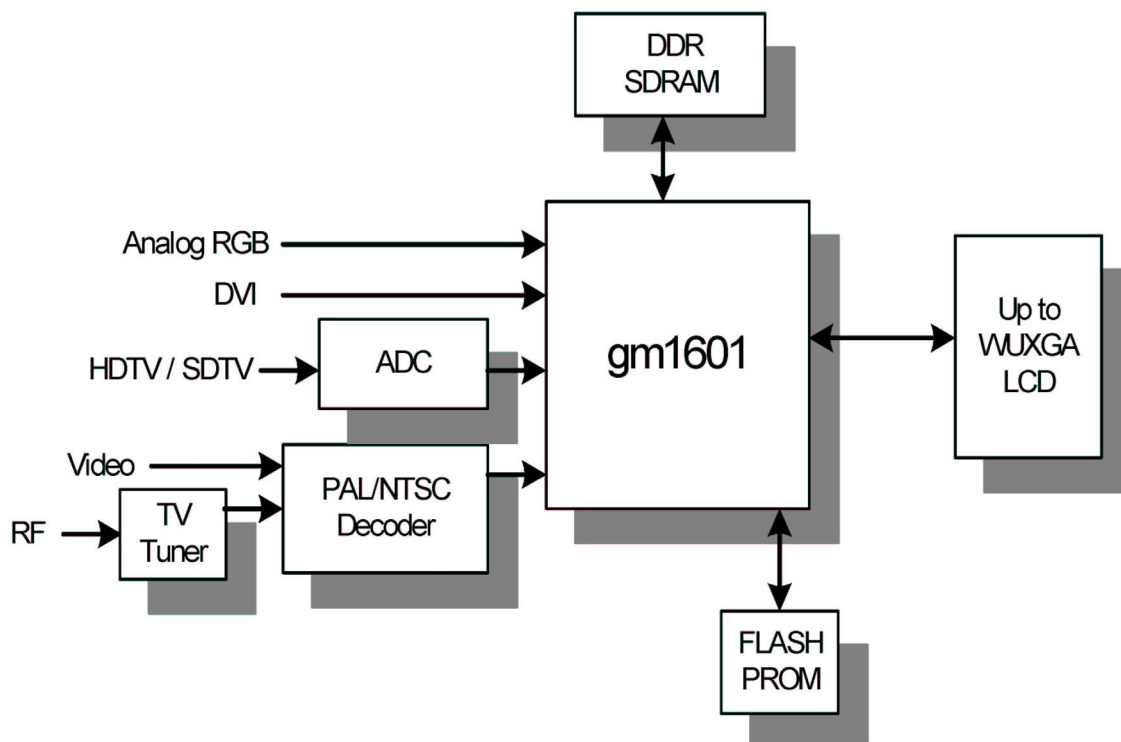 DDR
SDRAM
Analog RGB
DVI
HDTV / SDTV
ADC
gm1601
Up to
WUXGA
LCD
Video
PAL/NTSC
Decoder
RF
TV
Tuner
FLASH
PROM